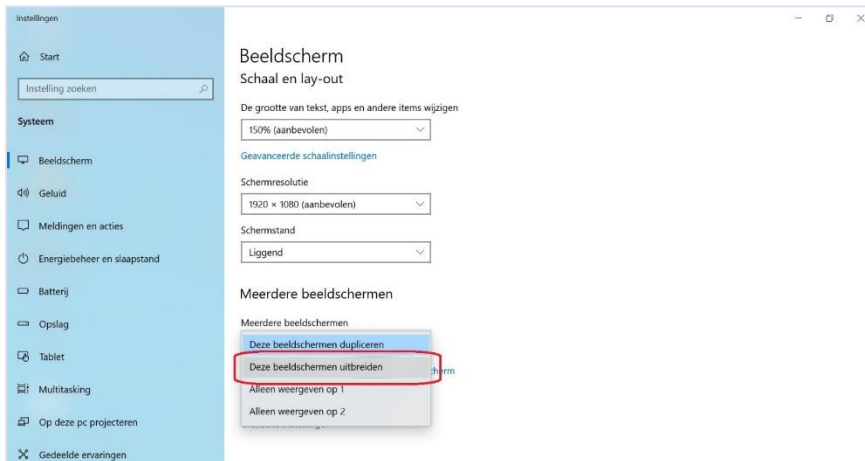 Instellingen
Start
Instelling zoeken
Systeem
Beeldscherm
Geluid
Meldingen en acties
Energiebeheer en slaapstand
Batterij
Opslag
Tablet
Multitasking
Op deze pc projecteren
Gedeelde ervaringen
Beeldscherm
Schaal en lay-out
De grootte van tekst, apps en andere items wijzigen
150% (aanbevolen)
Geavanceerde schaalinstellingen
Schermresolutie
1920 × 1080 (aanbevolen)
Schermstand
Liggend
Meerdere beeldschermen
Meerdere beeldschermen
Deze beeldschermen dupliceren
Deze beeldschermen uitbreiden
Alleen weergeven op 1
Alleen weergeven op 2